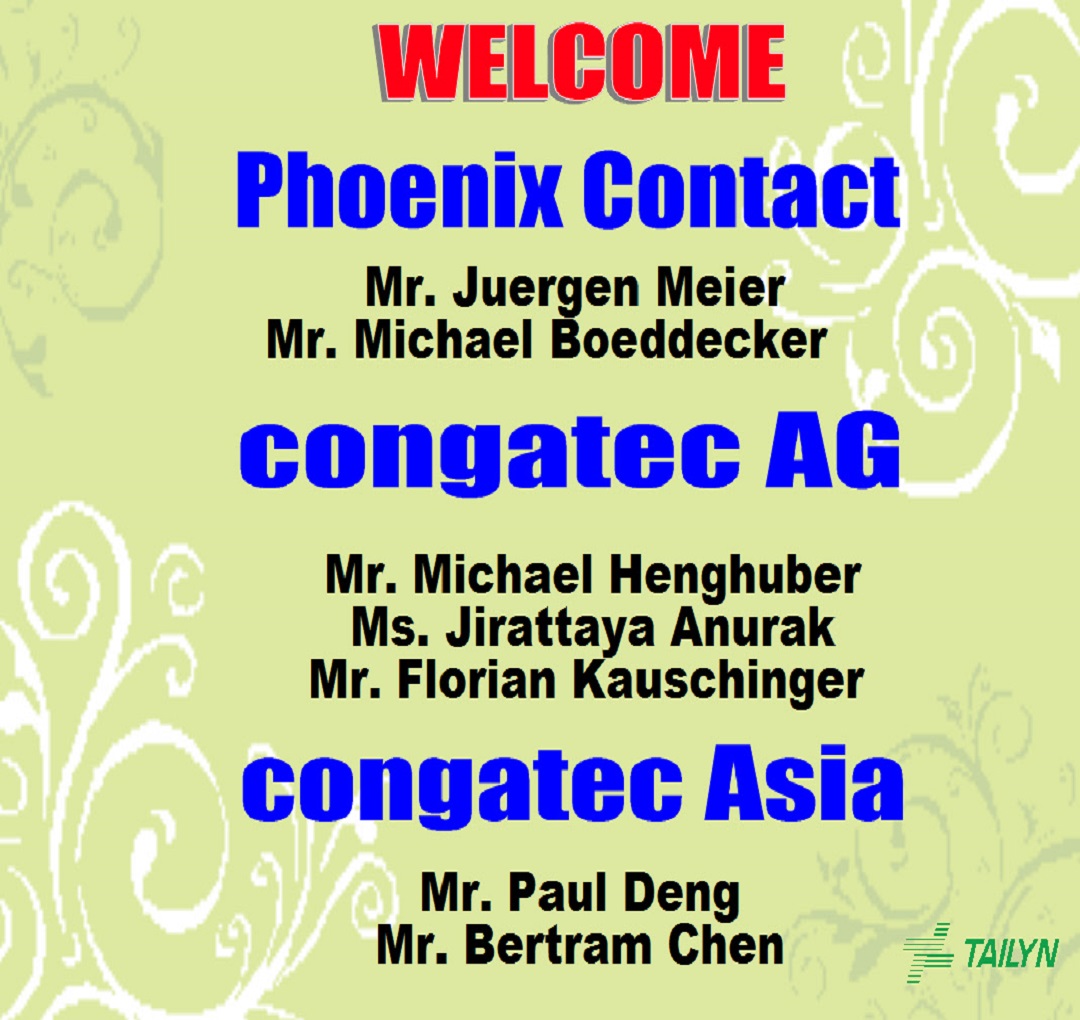 WELCOME
Phoenix Contact
Mr. Juergen Meier
Mr. Michael Boeddecker
congatec AG
Mr. Michael Henghuber
Ms. Jirattaya Anurak
Mr. Florian Kauschinger
congatec Asia
Mr. Paul Deng
Mr. Bertram Chen
TAILYN